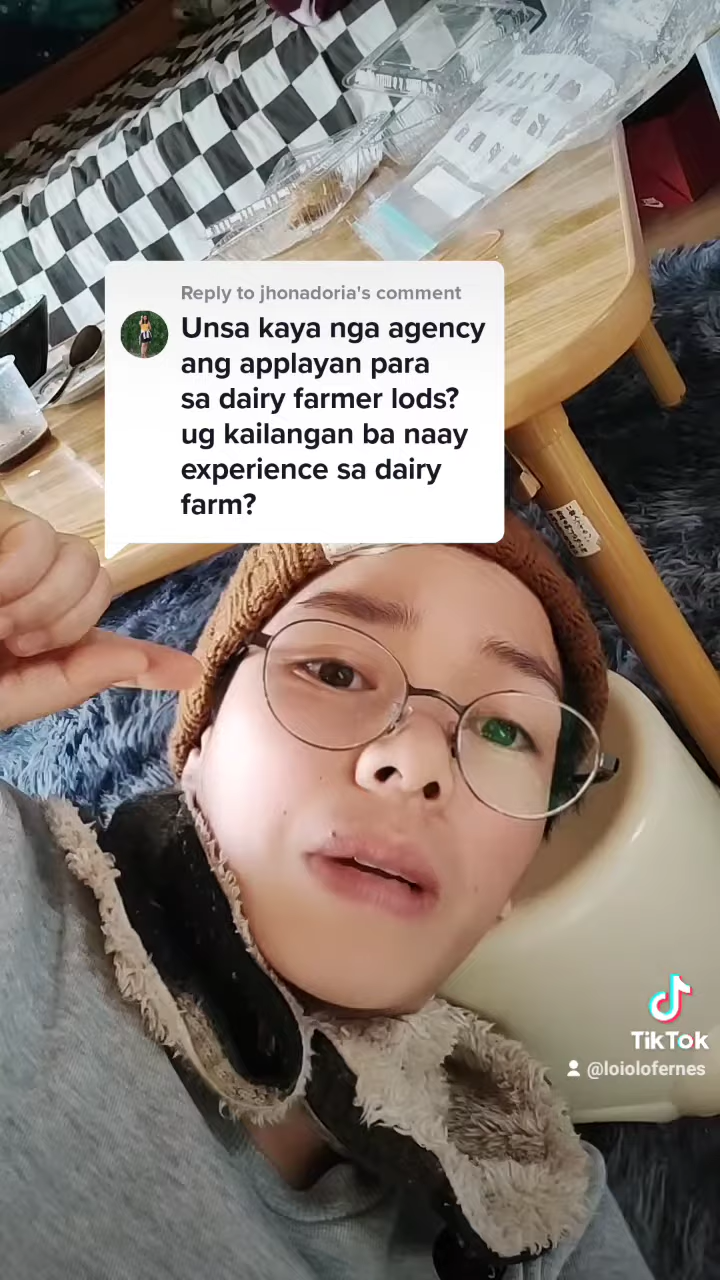 Reply to jhonadoria's comment
Unsa kaya nga agency
ang applayan para
sa dairy farmer lods?
ug kailangan ba naay
experience sa dairy
farm?
TikTok
@loiolofernes